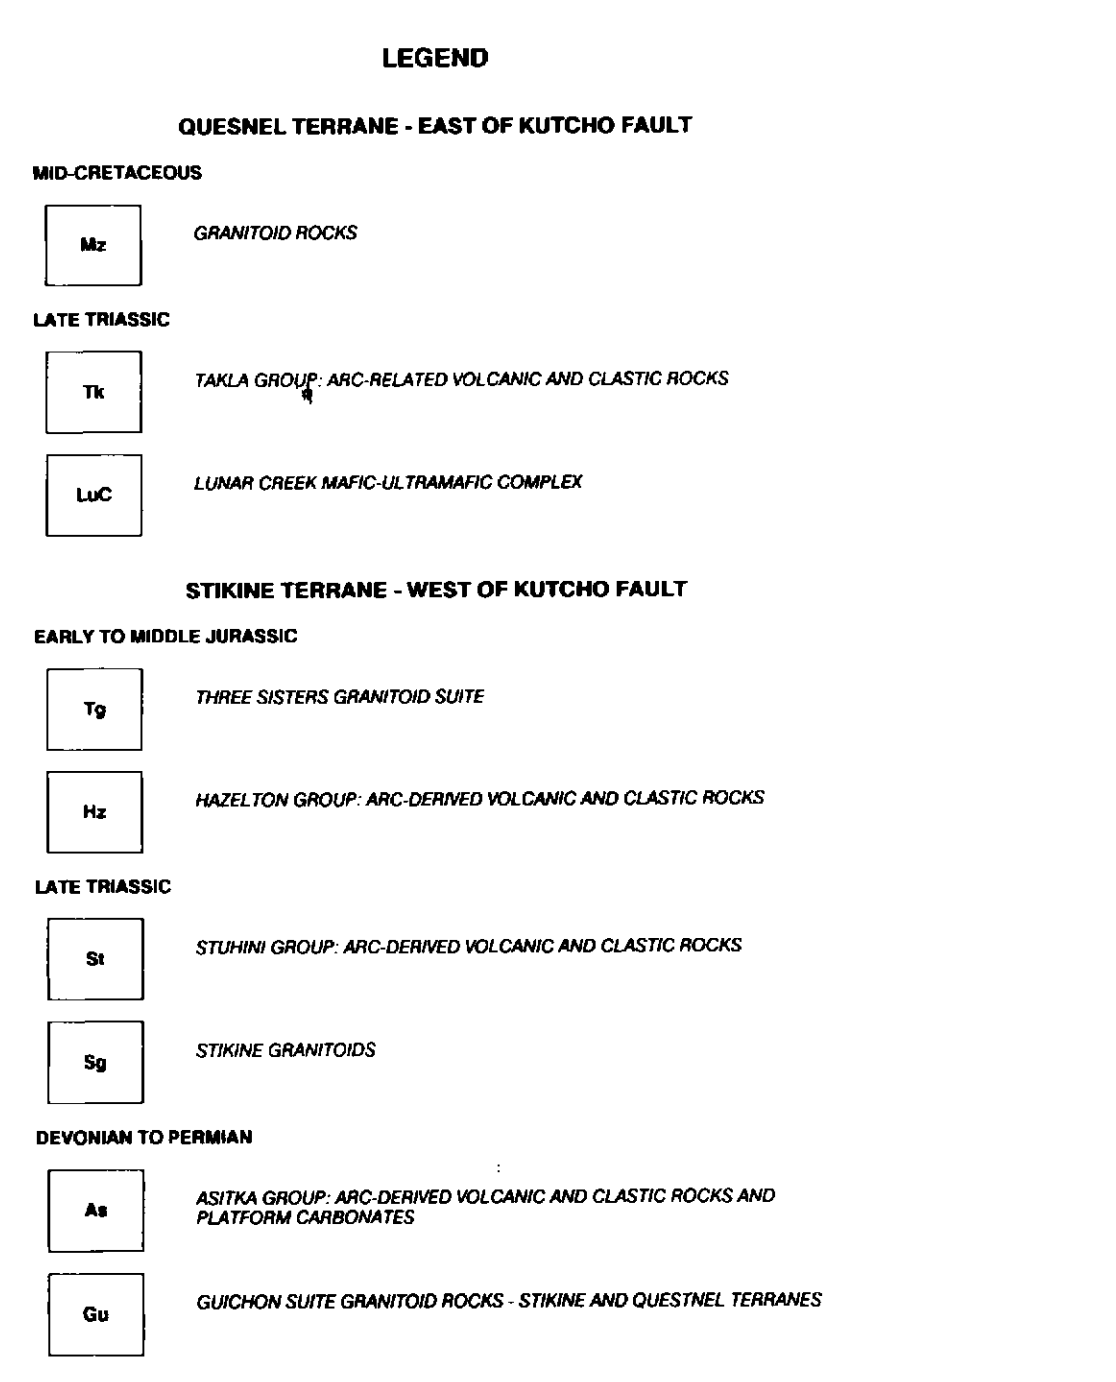 LEGEND
QUESNEL TERRANE - EAST OF KUTCHO FAULT
MID-CRETACEOUS
Mz
GRANITOID ROCKS
LATE TRIASSIC
Tk
TAKLA GROUP: ARC-RELATED VOLCANIC AND CLASTIC ROCKS
LuC
LUNAR CREEK MAFIC-ULTRAMAFIC COMPLEX
STIKINE TERRANE - WEST OF KUTCHO FAULT
EARLY TO MIDDLE JURASSIC
Tg
THREE SISTERS GRANITOID SUITE
Hz
HAZELTON GROUP: ARC-DERIVED VOLCANIC AND CLASTIC ROCKS
LATE TRIASSIC
St
STUHINI GROUP: ARC-DERIVED VOLCANIC AND CLASTIC ROCKS
Sg
STIKINE GRANITOIDS
DEVONIAN TO PERMIAN
As
ASITKA GROUP: ARC-DERIVED VOLCANIC AND CLASTIC ROCKS AND
PLATFORM CARBONATES
Gu
GUICHON SUITE GRANITOID ROCKS - STIKINE AND QUESTNEL TERRANES